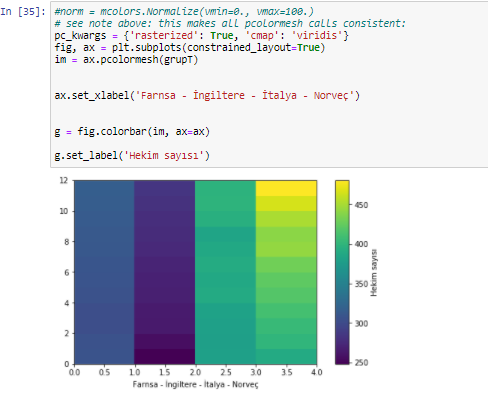 In [35]: #norm = mcolors.Normalize(vmin=0., vmax=100.)
# see note above: this makes all pcolormesh calls consistent:
pc_kwargs = {'rasterized': True, 'cmap': 'viridis'}
fig, ax = plt.subplots(constrained_layout=True)
im = ax.pcolormesh(grupT)
ax.set_xlabel('Farnsa - İngiltere - İtalya - Norveç')
g = fig.colorbar(im, ax=ax)
g.set_label('Hekim sayısı')
12
10
8
6
4
2
0
0.0 0.5 1.0 1.5 2.0 2.5 3.0 3.5 4.0
Farnsa - İngiltere - İtalya - Norveç
450
400
350
300
250
Hekim sayısı